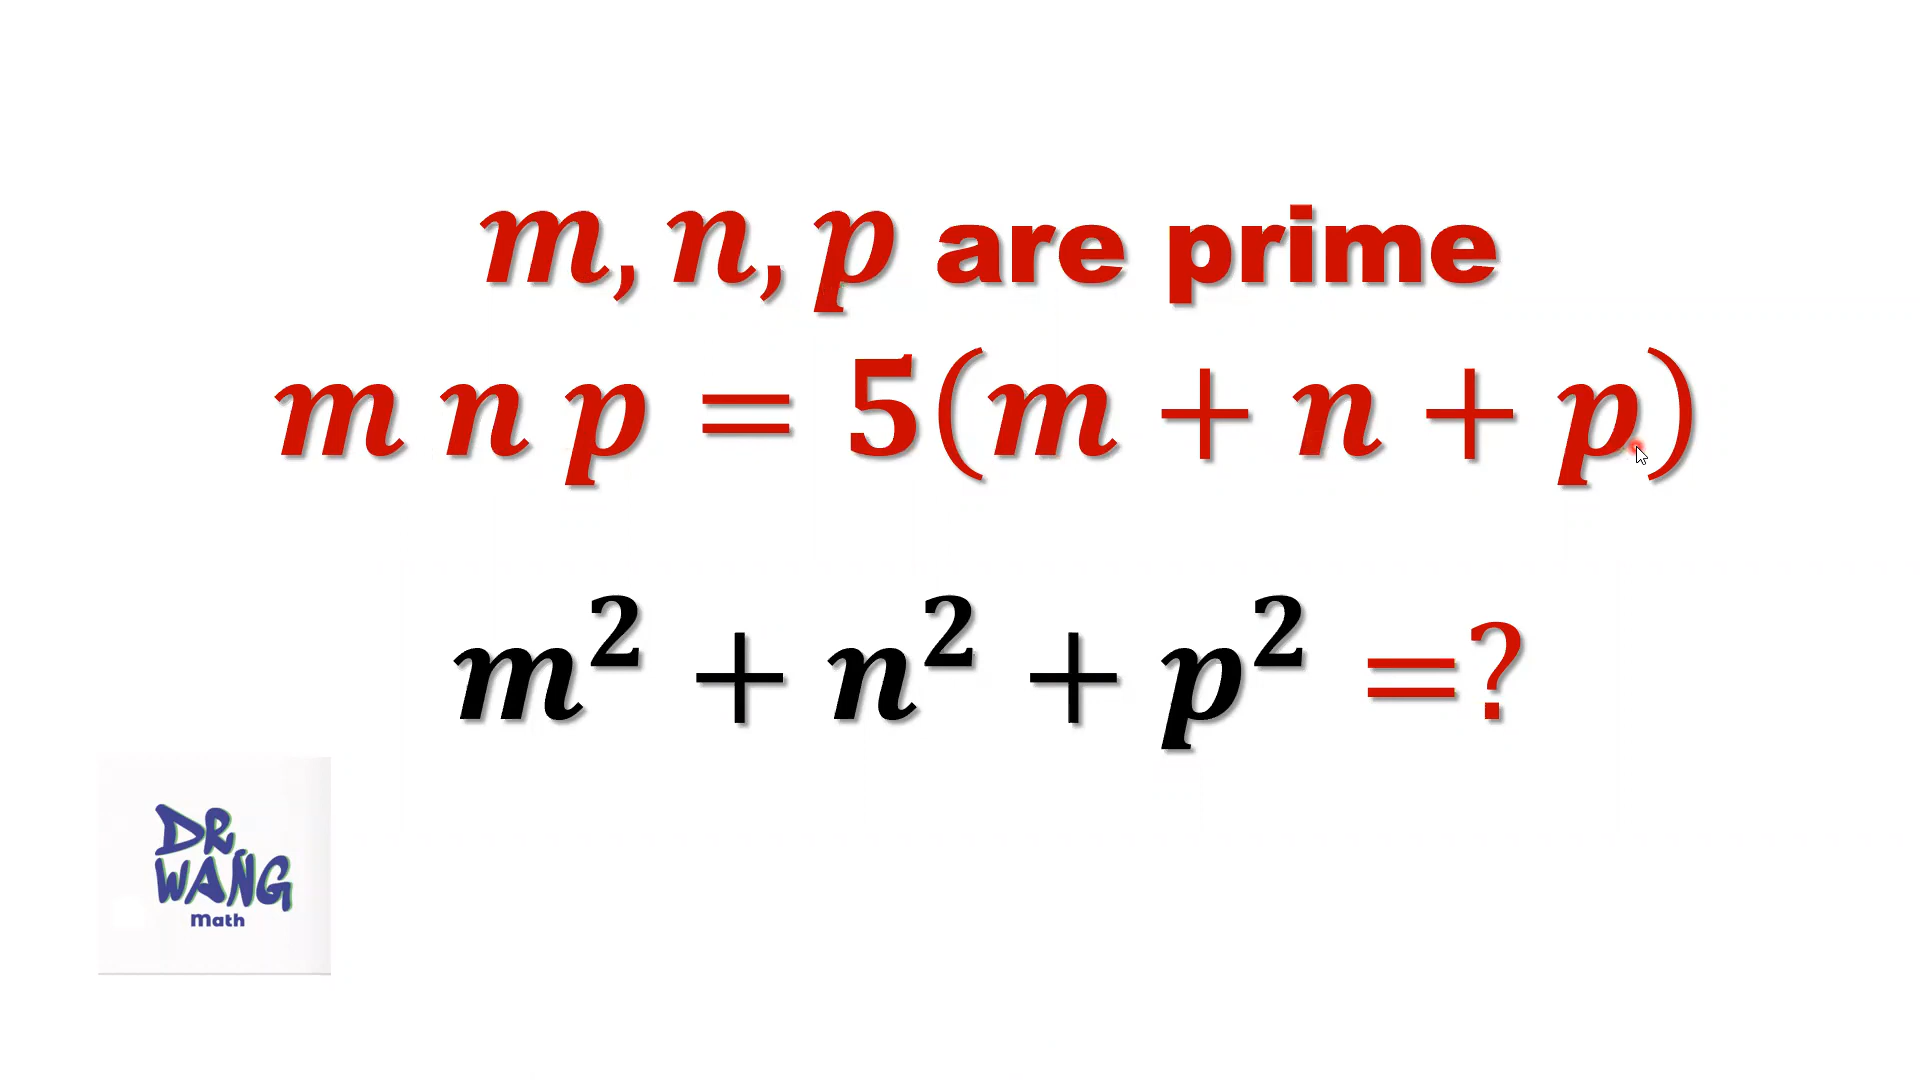 m, n, p are prime
m n p = 5(m + n + p)
m² + n² + p² =?
DR.
WANG
math